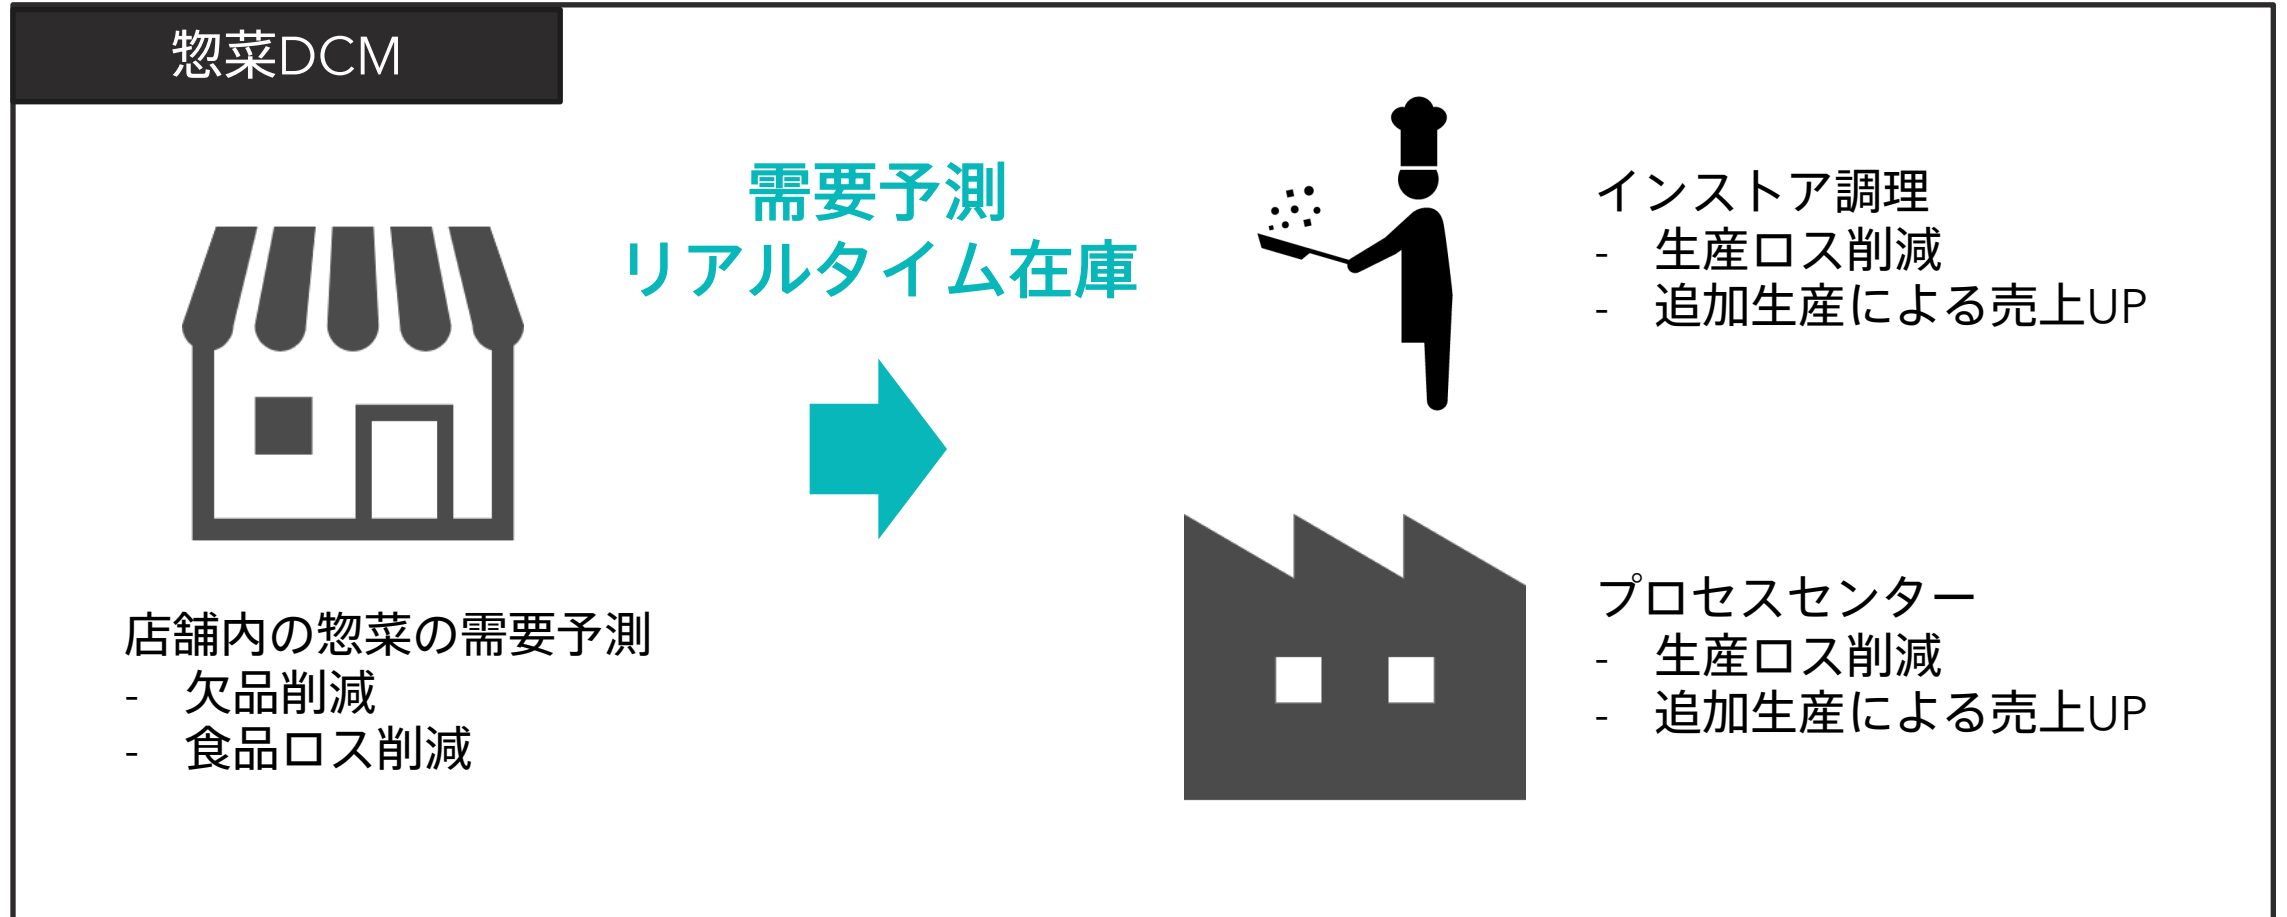 惣菜DCM
需要予測
リアルタイム在庫
店舗内の惣菜の需要予測
- 欠品削減
- 食品ロス削減
インストア調理
- 生産ロス削減
- 追加生産による売上UP
プロセスセンター
- 生産ロス削減
- 追加生産による売上UP